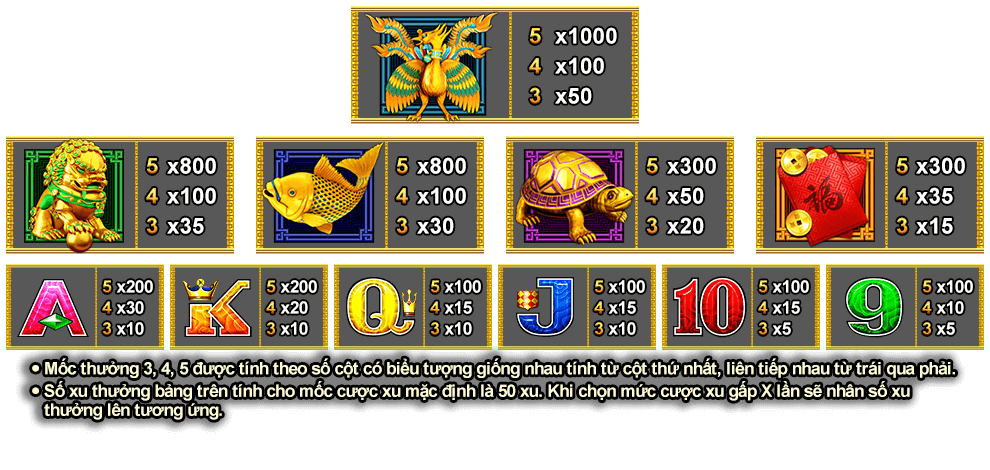 5 x1000
4 x100
3 x50
5 x800
4 x100
3 x35
5 x800
4 x100
3 x30
5 x300
4 x50
3 x20
福
5 x300
4 x35
3 x15
A
5 x200
4 x30
3 x10
K
5 x200
4 x20
3 x10
Q
5 x100
4 x15
3 x10
J
5 x100
4 x15
3 x10
10
5 x100
4 x15
3 x5
9
5 x100
4 x10
3 x5
• Mốc thưởng 3, 4, 5 được tính theo số cột có biểu tượng giống nhau tính từ cột thứ nhất, liên tiếp nhau từ trái qua phải.
• Số xu thưởng bảng trên tính cho mốc cược xu mặc định là 50 xu. Khi chọn mức cược xu gấp X lần sẽ nhân số xu
thưởng lên tương ứng.